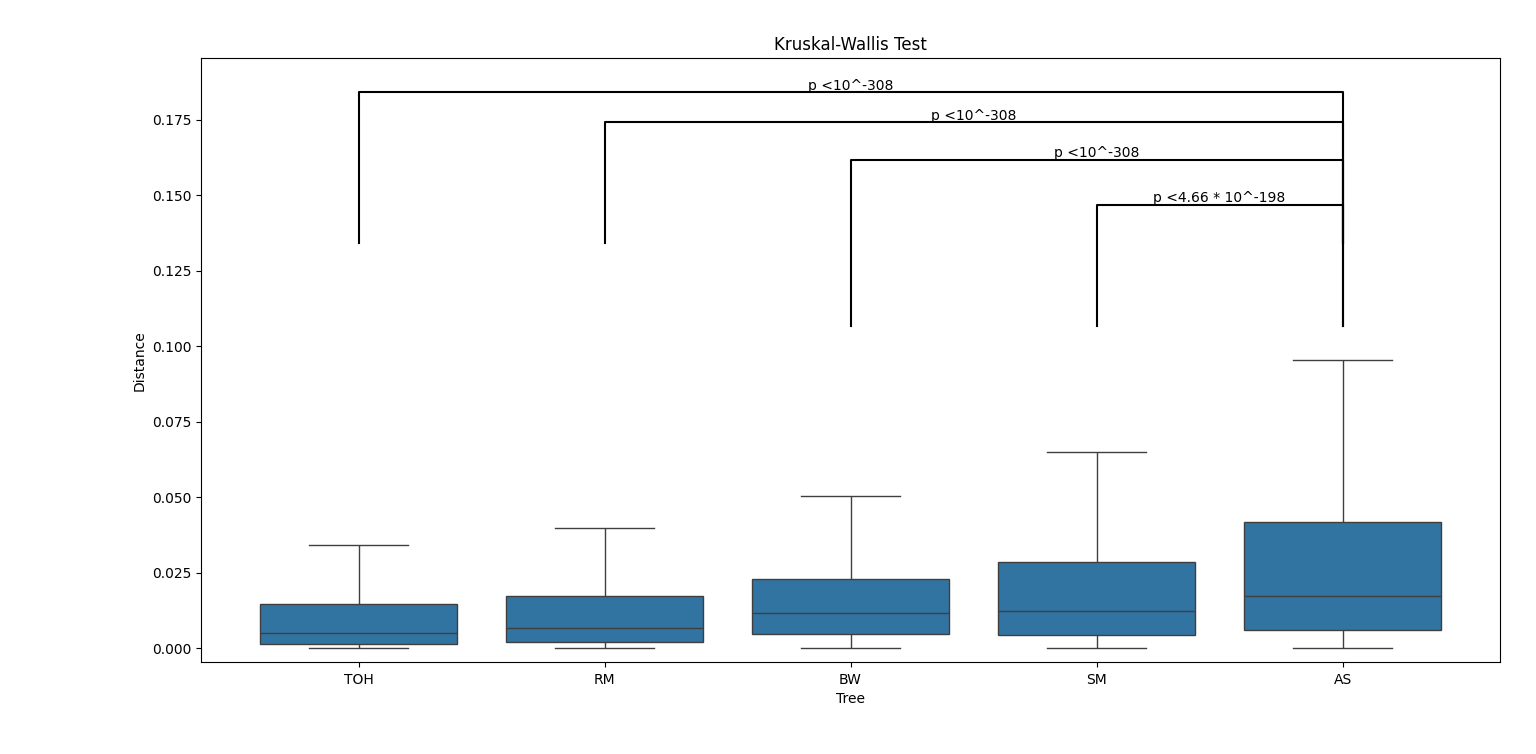 Kruskal-Wallis Test
p <10^-308
p <10^-308
p <10^-308
p <4.66 * 10^-198
0.175
0.150
0.125
0.100
0.075
0.050
0.025
0.000
Distance
TOH RM BW SM AS
Tree